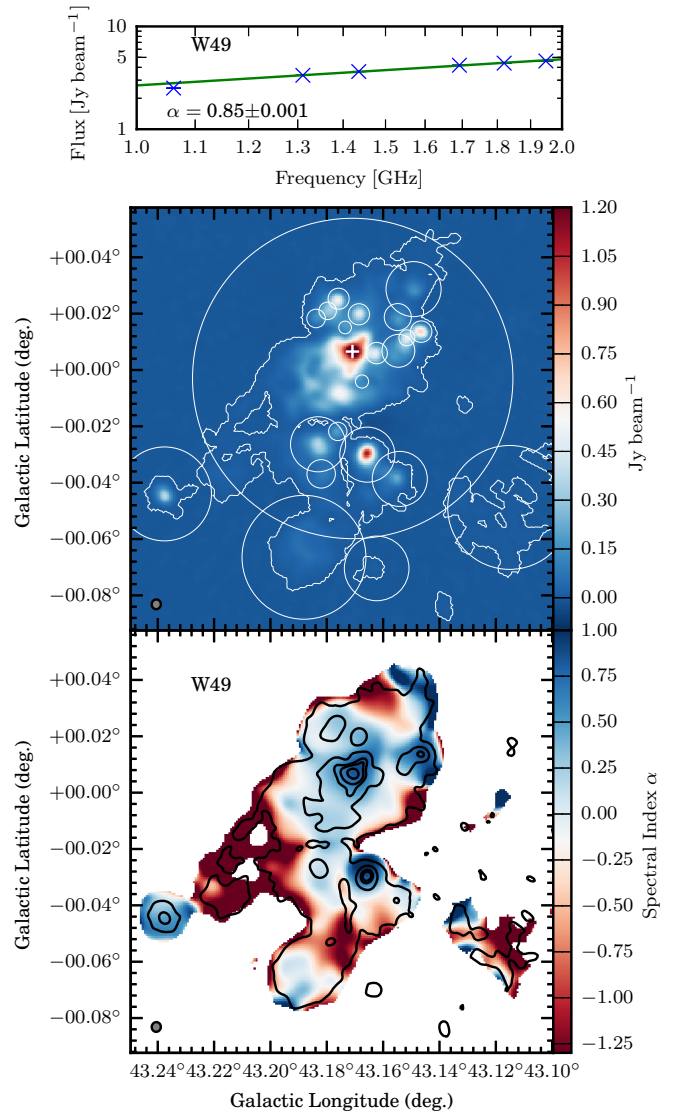 W49
Flux [Jy beam⁻¹]
5
1
α = 0.85±0.001
1.0 1.1 1.2 1.3 1.4 1.5 1.6 1.7 1.8 1.9 2.0
Frequency [GHz]
+00.04°
+00.02°
+00.00°
−00.02°
−00.04°
−00.06°
−00.08°
Galactic Latitude (deg.)
1.20
1.05
0.90
0.75
0.60
0.45
0.30
0.15
0.00
Jy beam⁻¹
W49
+00.04°
+00.02°
+00.00°
−00.02°
−00.04°
−00.06°
−00.08°
Galactic Latitude (deg.)
1.00
0.75
0.50
0.25
0.00
−0.25
−0.50
−0.75
−1.00
−1.25
Spectral Index α
43.24° 43.22° 43.20° 43.18° 43.16° 43.14° 43.12° 43.10°
Galactic Longitude (deg.)